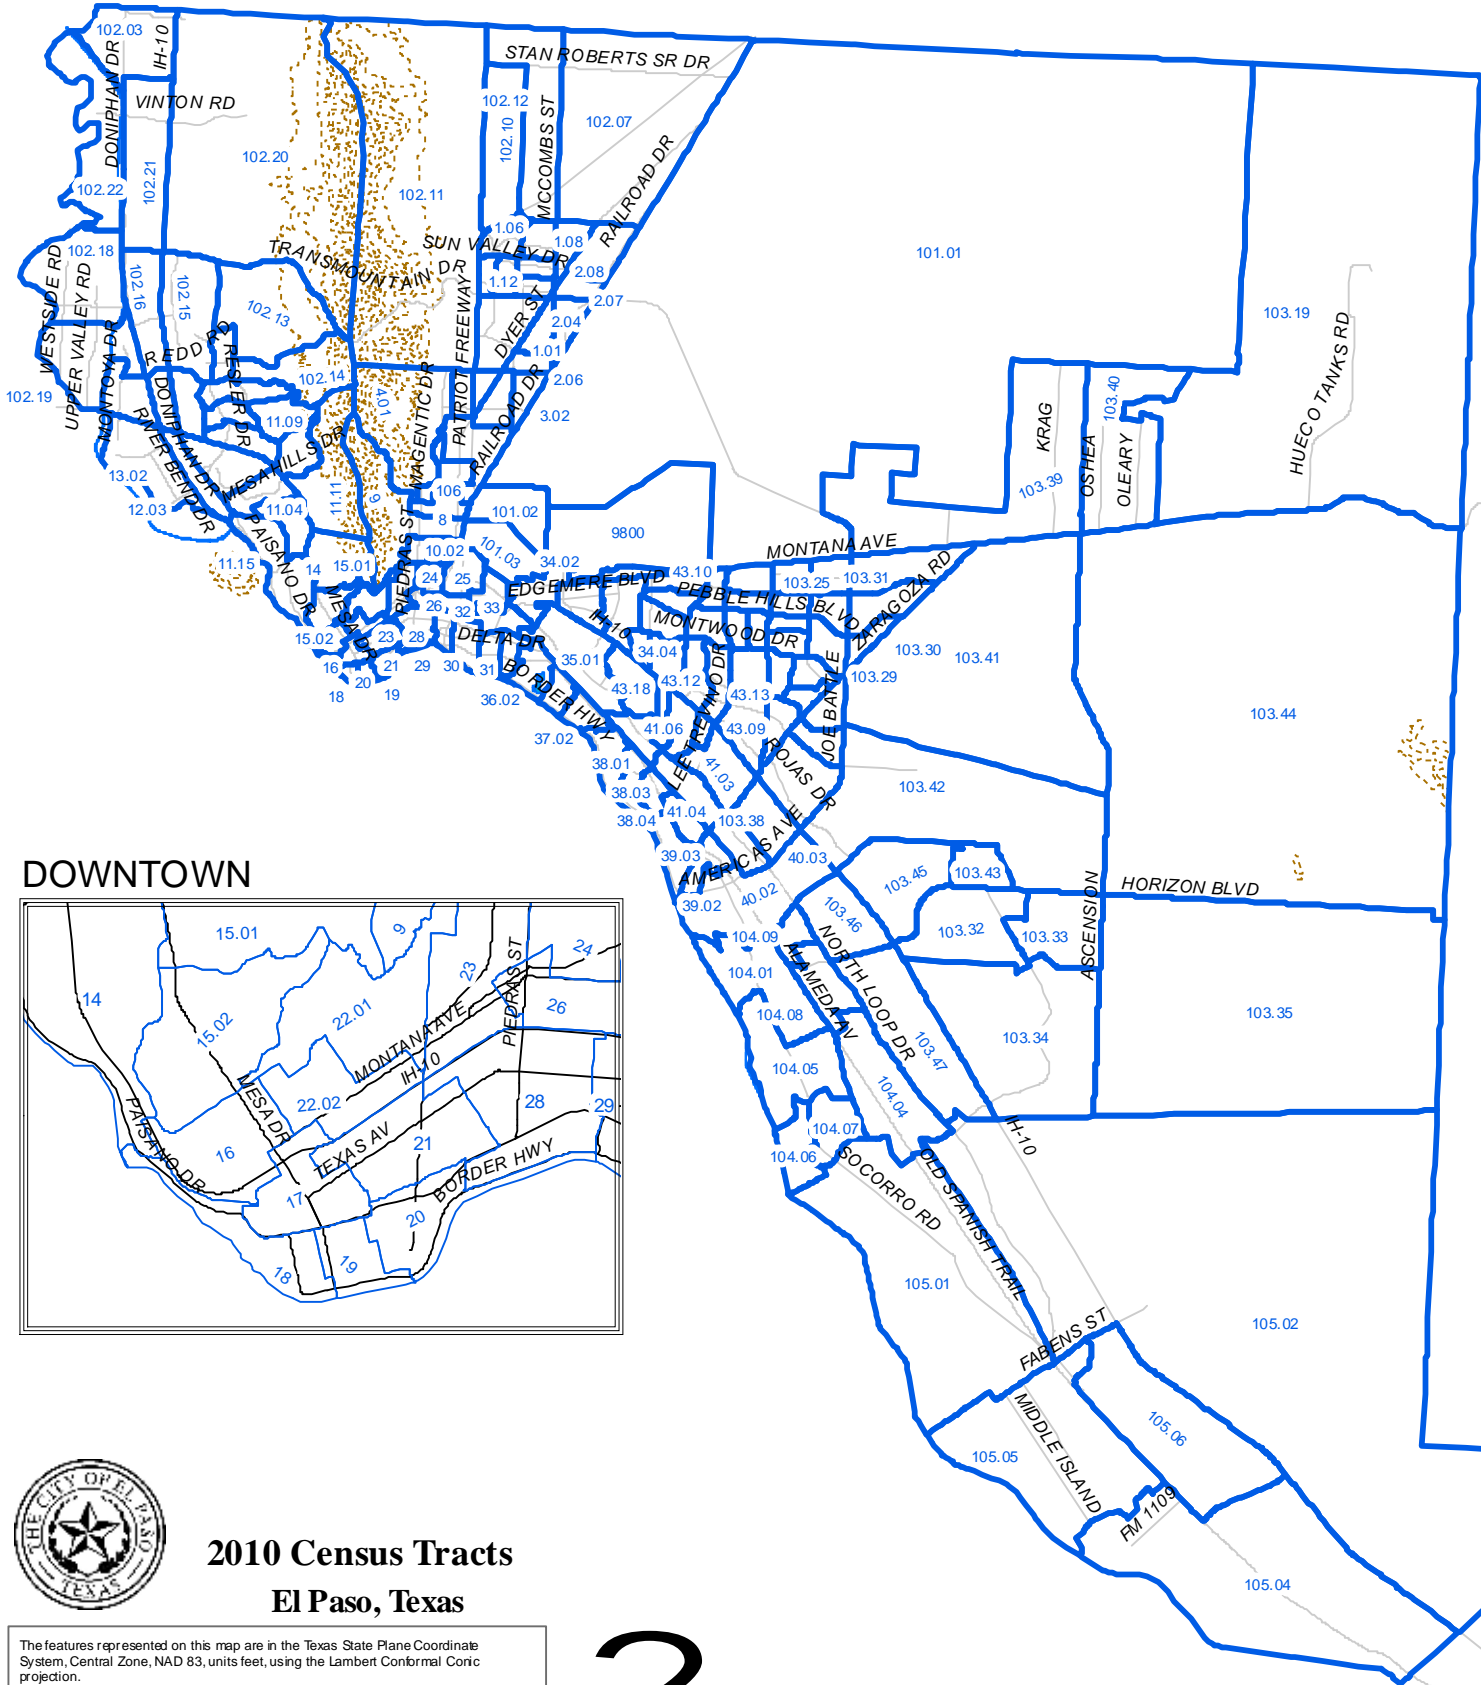 102.03
IH-10
DONIPHAN DR
VINTON RD
102.20
102.21
102.22
102.18
STAN ROBERTS SR DR
102.12
102.10
MCCOMBS ST
102.07
RAILROAD DR
102.11
1.06
1.08
SUN VALLEY DR
TRANSMOUNTAIN DR
1.12
2.08
2.07
101.01
103.19
HUECO TANKS RD
WESTSIDE RD
UPPER VALLEY RD
102.16
102.15
102.13
PATRIOT FREEWAY
DYER ST
2.04
1.01
2.06
3.02
REDD RD
RESLER DR
MONTOYA DR
102.14
4.01
MAGENTIC DR
RAILROAD DR
102.19
DONIPHAN DR
RIVER BEND DR
11.09
MESA HILLS DR
103.40
KRAG
OSHEA
OLEARY
103.39
13.02
12.03
11.04
11.11
9
106
8
101.02
9800
PAISANO DR
PIEDRAS ST
10.02
101.03
34.02
MONTANA AVE
11.15
14
15.01
24
25
EDGEMERE BLVD
43.10
103.25
103.31
PEBBLE HILLS BLVD
ZARAGOZA RD
MESA DR
26
32
33
IH-10
MONTWOOD DR
15.02
23
28
DELTA DR
35.01
34.04
103.30
103.41
16
21
29
30
31
BORDER HWY
43.18
43.12
LEE TREVINO DR
43.13
JOE BATTLE
103.29
18
20
19
36.02
103.44
37.02
41.06
43.09
ROJAS DR
38.01
41.03
103.42
38.03
38.04
41.04
103.38
39.03
AMERICAS AVE
40.03
103.45
103.43
HORIZON BLVD
39.02
40.02
103.46
103.32
103.33
ASCENSION
104.09
ALAMEDA AV
NORTH LOOP DR
104.01
104.08
103.34
103.35
103.47
104.05
104.04
104.07
104.06
IH-10
SOCORRO RD
OLD SPANISH TRAIL
105.01
105.02
FABENS ST
MIDDLE ISLAND
105.06
105.05
FM 1109
105.04
DOWNTOWN
15.01
9
23
PIEDRAS ST
24
14
15.02
22.01
MONTANA AVE
26
IH-10
MESA DR
22.02
28
29
PAISANO DR
16
TEXAS AV
21
BORDER HWY
17
20
18
19
THE CITY OF EL PASO
TEXAS
2010 Census Tracts
El Paso, Texas
The features represented on this map are in the Texas State Plane Coordinate
System, Central Zone, NAD 83, units feet, using the Lambert Conformal Conic
projection.